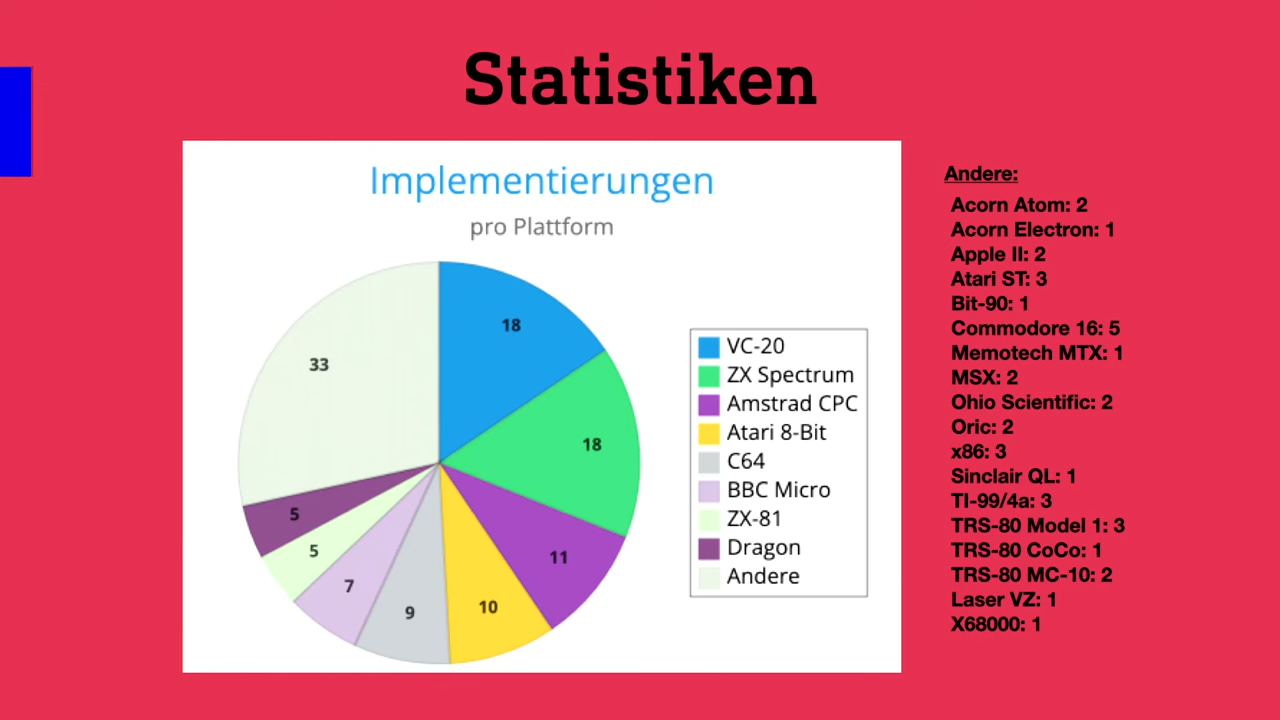 Statistiken
Implementierungen
pro Plattform
18
18
11
10
9
7
5
5
33
VC-20
ZX Spectrum
Amstrad CPC
Atari 8-Bit
C64
BBC Micro
ZX-81
Dragon
Andere
Andere:
Acorn Atom: 2
Acorn Electron: 1
Apple II: 2
Atari ST: 3
Bit-90: 1
Commodore 16: 5
Memotech MTX: 1
MSX: 2
Ohio Scientific: 2
Oric: 2
x86: 3
Sinclair QL: 1
TI-99/4a: 3
TRS-80 Model 1: 3
TRS-80 CoCo: 1
TRS-80 MC-10: 2
Laser VZ: 1
X68000: 1